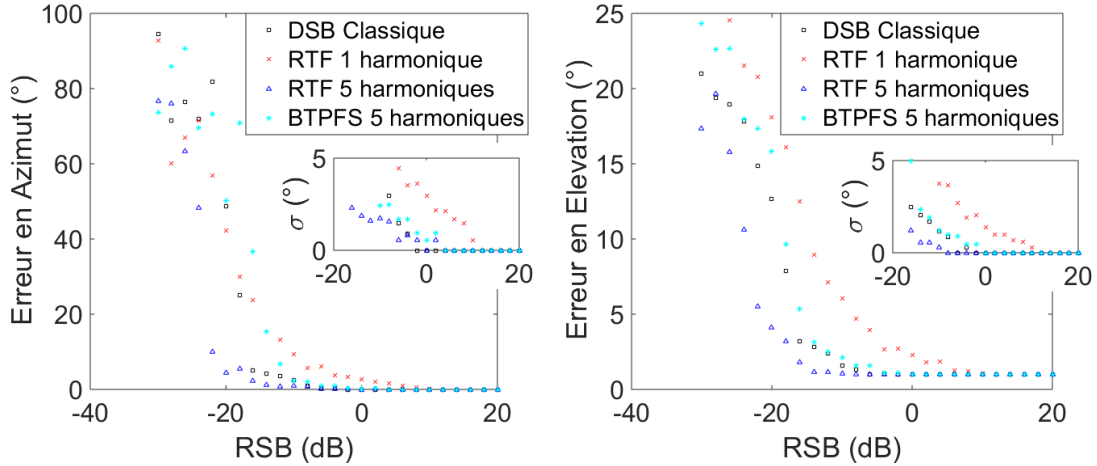 100
80
60
40
20
0
-40
-20
0
20
Erreur en Azimut (°)
RSB (dB)
DSB Classique
RTF 1 harmonique
RTF 5 harmoniques
BTPFS 5 harmoniques
5
0
σ (°)
-20
0
20
25
20
15
10
5
0
-40
-20
0
20
Erreur en Elevation (°)
RSB (dB)
DSB Classique
RTF 1 harmonique
RTF 5 harmoniques
BTPFS 5 harmoniques
5
0
σ (°)
-20
0
20